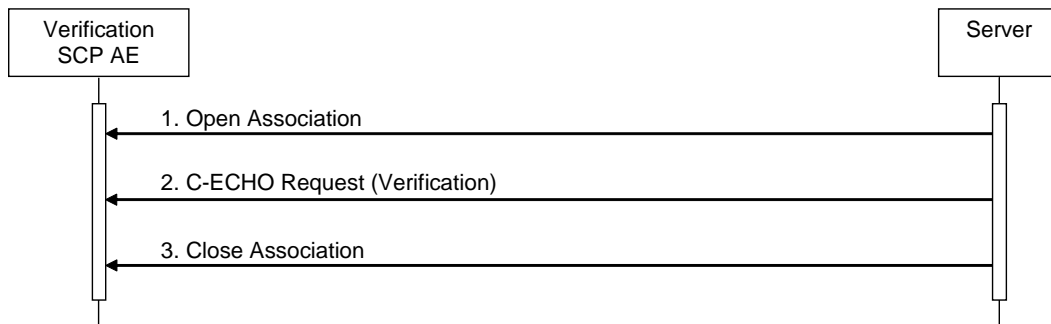 Verification
SCP AE
Server
1. Open Association
2. C-ECHO Request (Verification)
3. Close Association